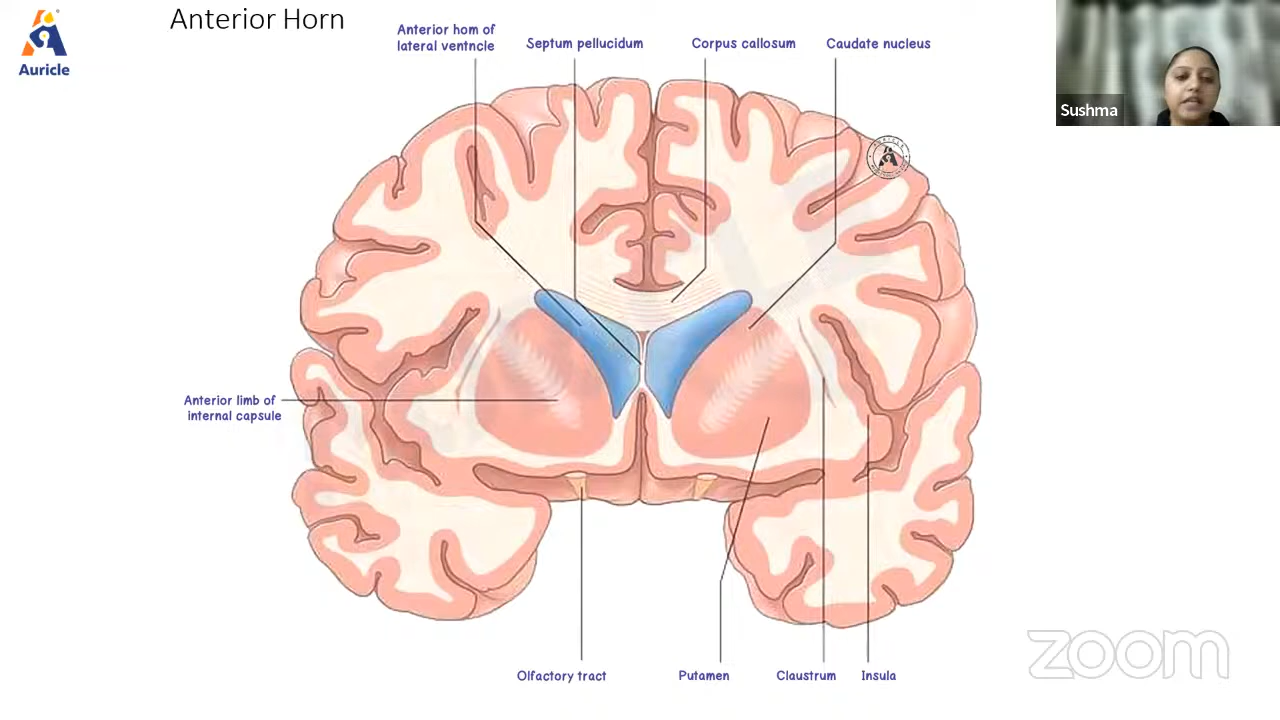 Anterior Horn
Auricle
Anterior hom of
lateral ventncle
Septum pellucidum
Corpus callosum
Caudate nucleus
Sushma
Anterior limb of
internal capsule
Olfactory tract
Putamen
Claustrum
Insula
zoom